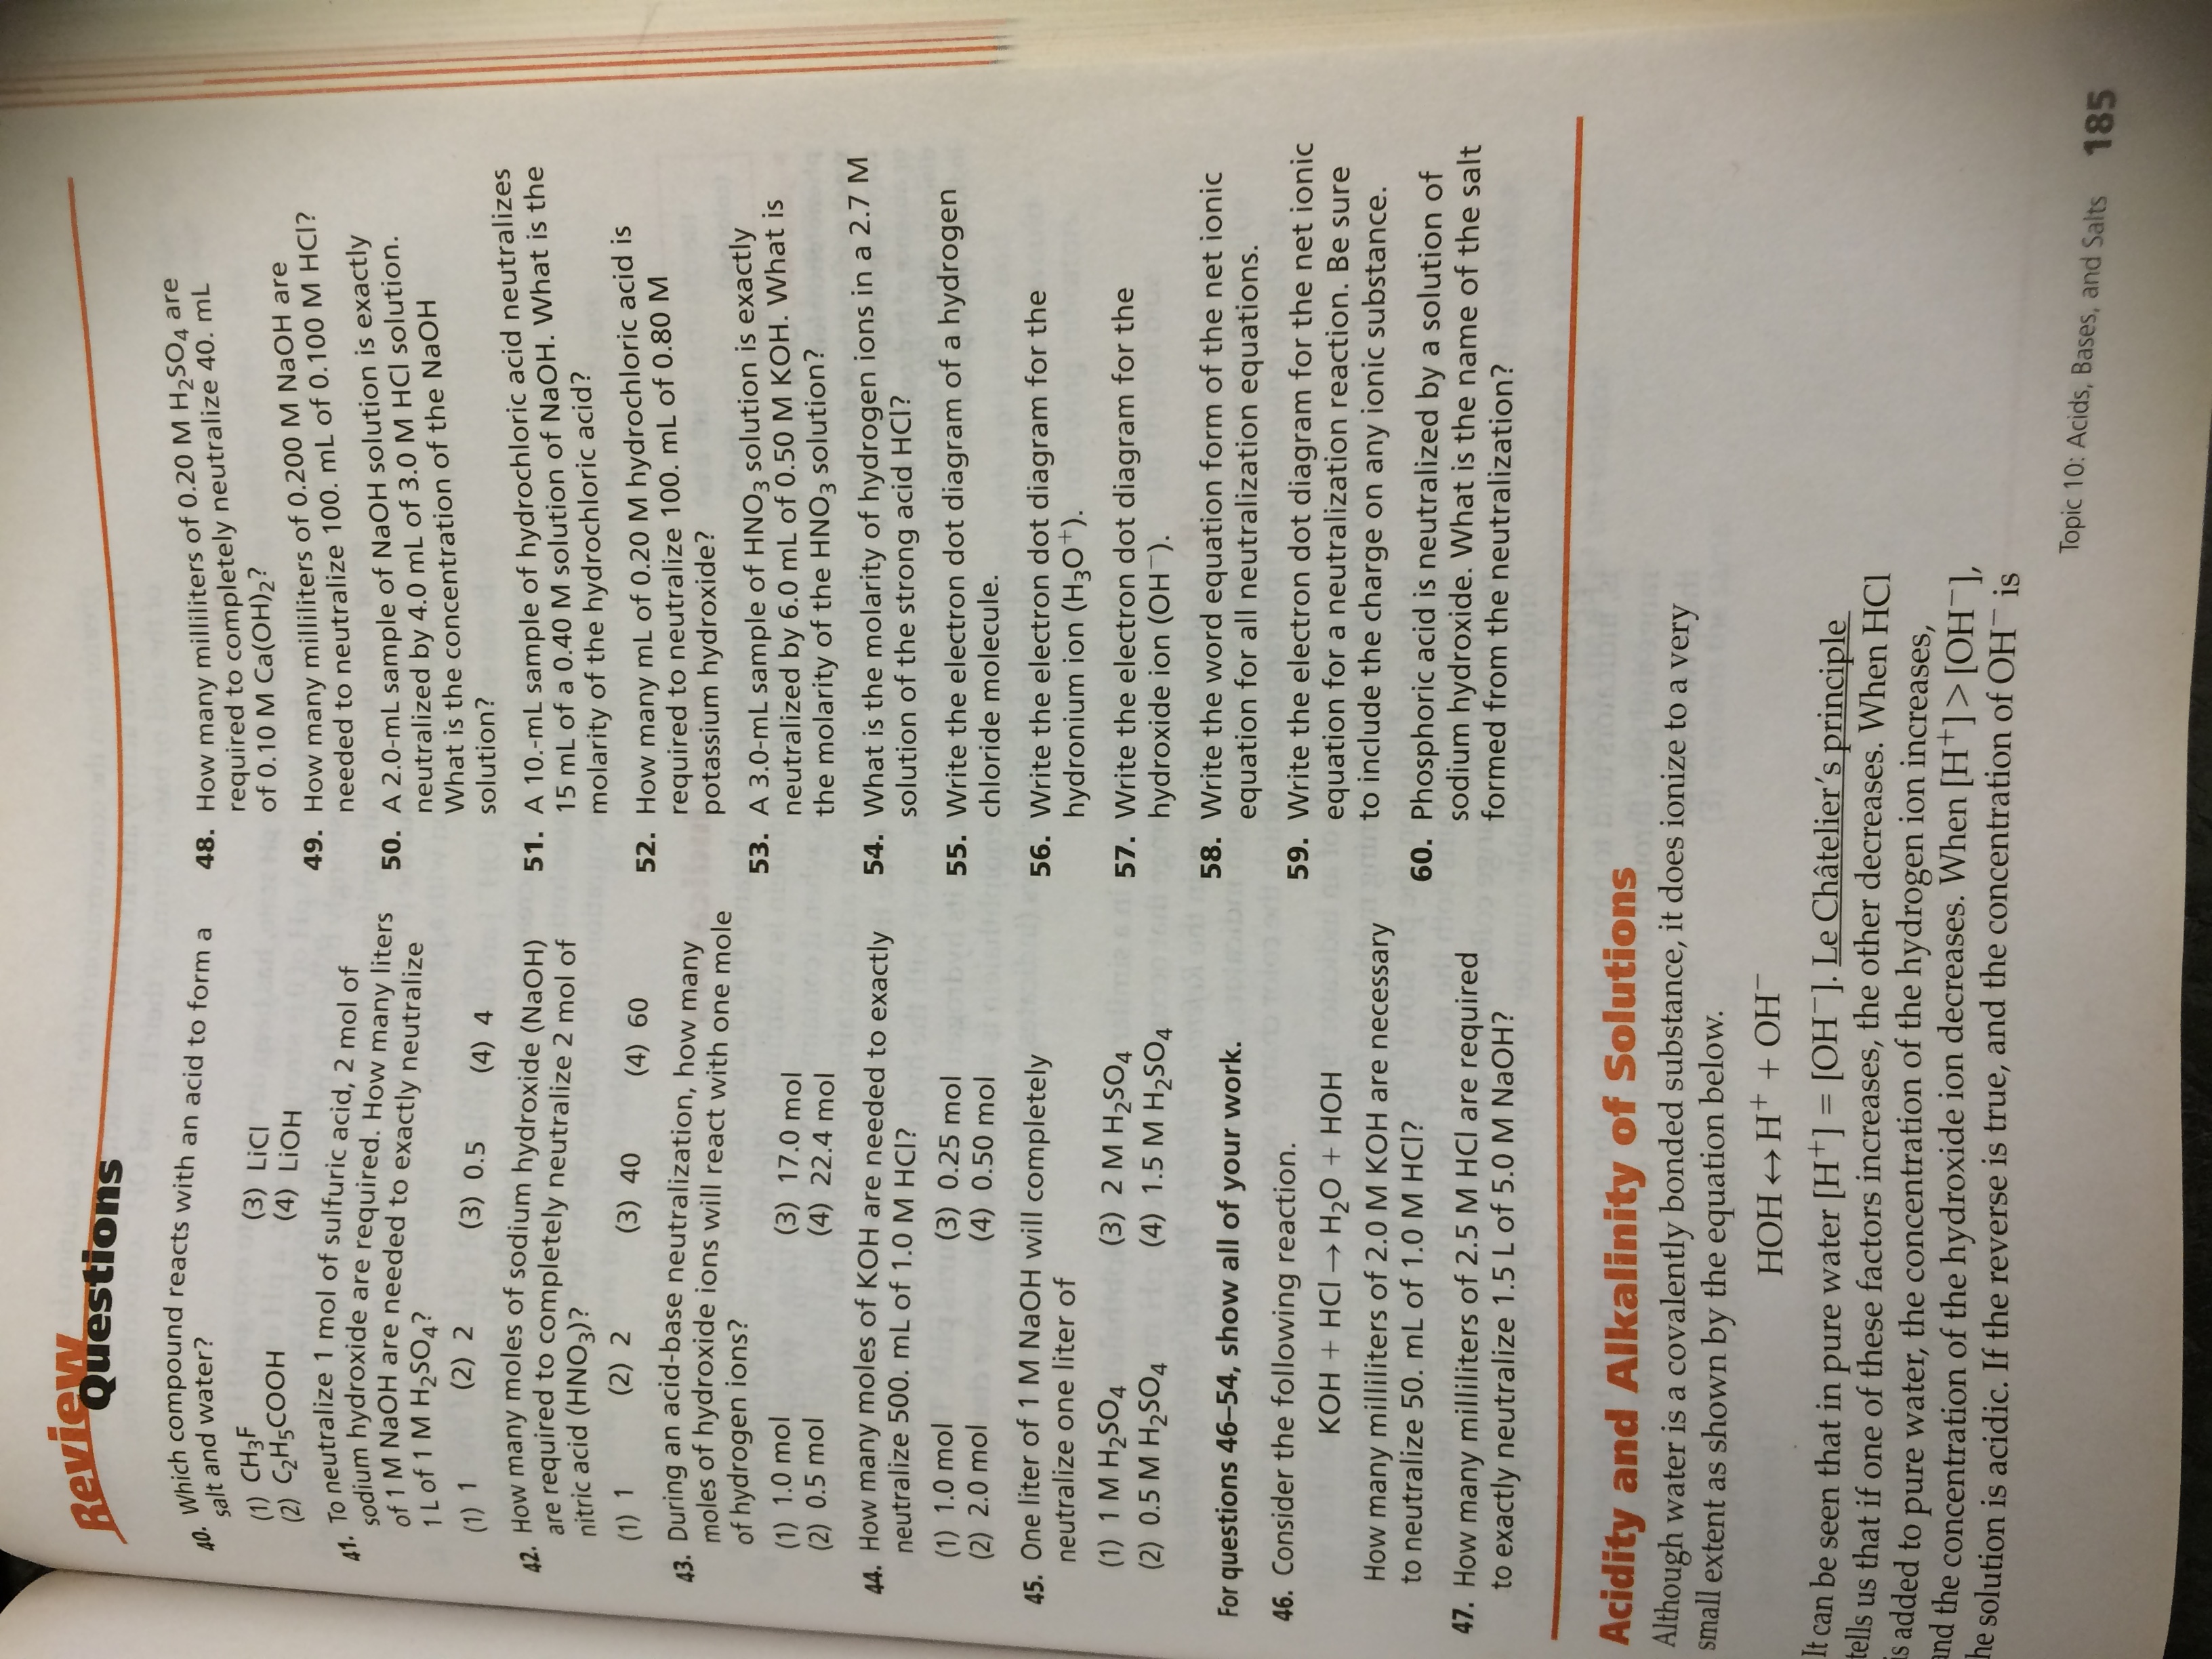 Review
Questions
40. Which compound reacts with an acid to form a
salt and water?
(1) CH₃F
(2) C₂H₅COOH
(3) LiCl
(4) LiOH
41. To neutralize 1 mol of sulfuric acid, 2 mol of
sodium hydroxide are required. How many liters
of 1 M NaOH are needed to exactly neutralize
1 L of 1 M H₂SO₄?
(1) 1 (2) 2 (3) 0.5 (4) 4
42. How many moles of sodium hydroxide (NaOH)
are required to completely neutralize 2 mol of
nitric acid (HNO₃)?
(1) 1 (2) 2 (3) 40 (4) 60
43. During an acid-base neutralization, how many
moles of hydroxide ions will react with one mole
of hydrogen ions?
(1) 1.0 mol
(2) 0.5 mol
(3) 17.0 mol
(4) 22.4 mol
44. How many moles of KOH are needed to exactly
neutralize 500. mL of 1.0 M HCl?
(1) 1.0 mol
(2) 2.0 mol
(3) 0.25 mol
(4) 0.50 mol
45. One liter of 1 M NaOH will completely
neutralize one liter of
(1) 1 M H₂SO₄
(2) 0.5 M H₂SO₄
(3) 2 M H₂SO₄
(4) 1.5 M H₂SO₄
For questions 46–54, show all of your work.
46. Consider the following reaction.
KOH + HCl → H₂O + HOH
How many milliliters of 2.0 M KOH are necessary
to neutralize 50. mL of 1.0 M HCl?
47. How many milliliters of 2.5 M HCl are required
to exactly neutralize 1.5 L of 5.0 M NaOH?
48. How many milliliters of 0.20 M H₂SO₄ are
required to completely neutralize 40. mL
of 0.10 M Ca(OH)₂?
49. How many milliliters of 0.200 M NaOH are
needed to neutralize 100. mL of 0.100 M HCl?
50. A 2.0-mL sample of NaOH solution is exactly
neutralized by 4.0 mL of 3.0 M HCl solution.
What is the concentration of the NaOH
solution?
51. A 10.-mL sample of hydrochloric acid neutralizes
15 mL of a 0.40 M solution of NaOH. What is the
molarity of the hydrochloric acid?
52. How many mL of 0.20 M hydrochloric acid is
required to neutralize 100. mL of 0.80 M
potassium hydroxide?
53. A 3.0-mL sample of HNO₃ solution is exactly
neutralized by 6.0 mL of 0.50 M KOH. What is
the molarity of the HNO₃ solution?
54. What is the molarity of hydrogen ions in a 2.7 M
solution of the strong acid HCl?
55. Write the electron dot diagram of a hydrogen
chloride molecule.
56. Write the electron dot diagram for the
hydronium ion (H₃O⁺).
57. Write the electron dot diagram for the
hydroxide ion (OH⁻).
58. Write the word equation form of the net ionic
equation for all neutralization equations.
59. Write the electron dot diagram for the net ionic
equation for a neutralization reaction. Be sure
to include the charge on any ionic substance.
60. Phosphoric acid is neutralized by a solution of
sodium hydroxide. What is the name of the salt
formed from the neutralization?
Acidity and Alkalinity of Solutions
Although water is a covalently bonded substance, it does ionize to a very
small extent as shown by the equation below.
HOH ↔ H⁺ + OH⁻
It can be seen that in pure water [H⁺] = [OH⁻]. Le Châtelier's principle
tells us that if one of these factors increases, the other decreases. When HCl
is added to pure water, the concentration of the hydrogen ion increases,
and the concentration of the hydroxide ion decreases. When [H⁺] > [OH⁻],
he solution is acidic. If the reverse is true, and the concentration of OH⁻ is
Topic 10: Acids, Bases, and Salts 185